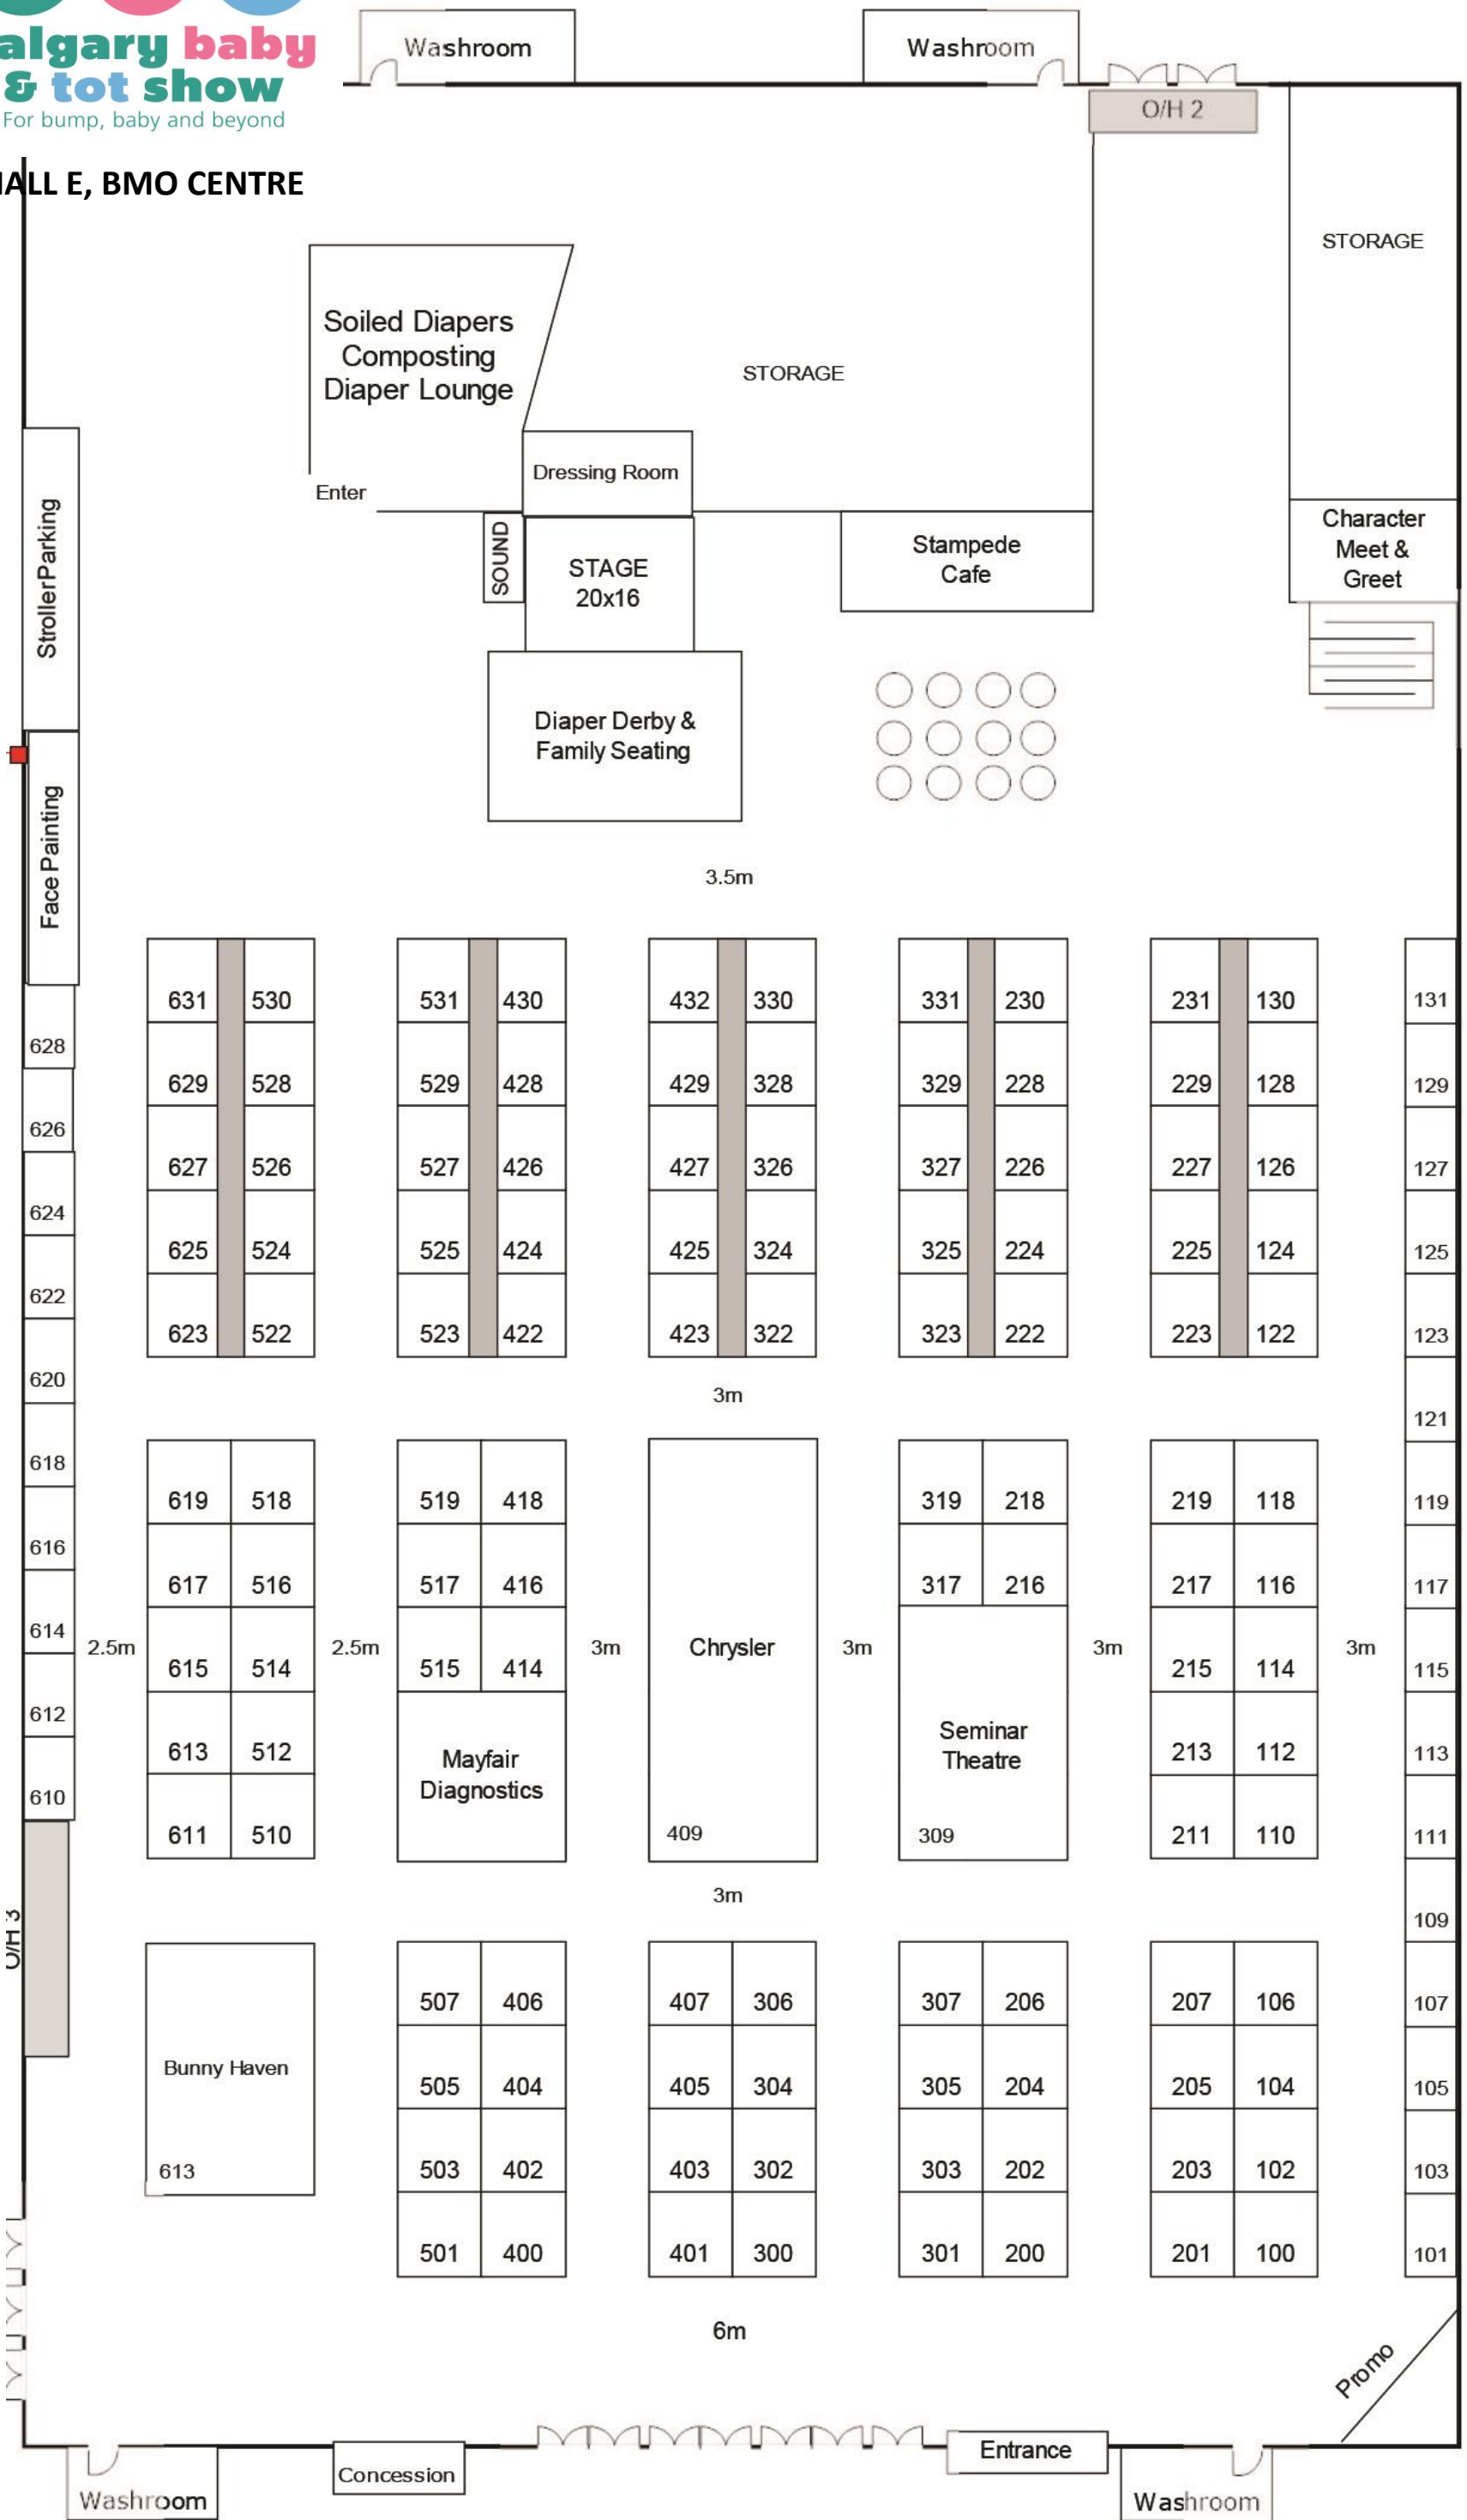 algary baby
& tot show
For bump, baby and beyond
HALL E, BMO CENTRE
Washroom
Washroom
O/H 2
STORAGE
Soiled Diapers
Composting
Diaper Lounge
STORAGE
Dressing Room
Enter
StrollerParking
SOUND
STAGE
20x16
Stampede
Cafe
Character
Meet &
Greet
Diaper Derby &
Family Seating
Face Painting
3.5m
631 530 531 430 432 330 331 230 231 130 131
628
629 528 529 428 429 328 329 228 229 128 129
626
627 526 527 426 427 326 327 226 227 126 127
624
625 524 525 424 425 324 325 224 225 124 125
622
623 522 523 422 423 322 323 222 223 122 123
620
3m
121
618
619 518 519 418 319 218 219 118 119
616
617 516 517 416 317 216 217 116 117
614
2.5m 2.5m 3m Chrysler 3m 3m 3m
615 514 515 414 215 114 115
612
Seminar
Theatre
613 512 213 112 113
Mayfair
Diagnostics
610
611 510 409 309 211 110 111
3m
109
O/H 3
507 406 407 306 307 206 207 106 107
Bunny Haven
505 404 405 304 305 204 205 104 105
613 503 402 403 302 303 202 203 102 103
501 400 401 300 301 200 201 100 101
6m
Promo
Entrance
Concession
Washroom
Washroom